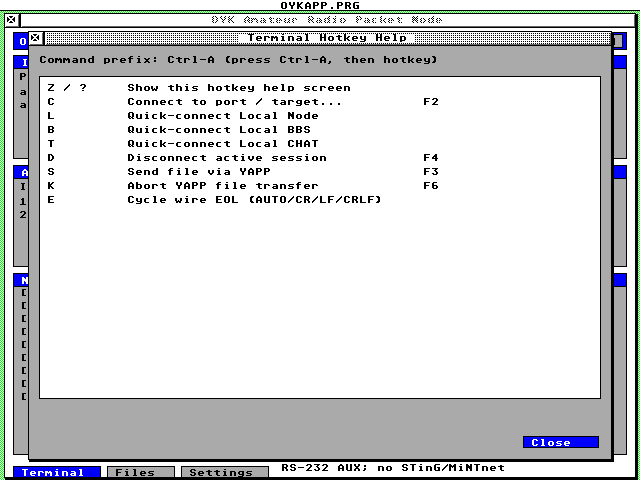 OYKAPP.PRG
OYK Amateur Radio Packet Node
Terminal Hotkey Help
Command prefix: Ctrl-A (press Ctrl-A, then hotkey)
Z / ? Show this hotkey help screen
C Connect to port / target... F2
L Quick-connect Local Node
B Quick-connect Local BBS
T Quick-connect Local CHAT
D Disconnect active session F4
S Send file via YAPP F3
K Abort YAPP file transfer F6
E Cycle wire EOL (AUTO/CR/LF/CRLF)
Close
Terminal Files Settings RS-232 AUX; no STinG/MiNTnet